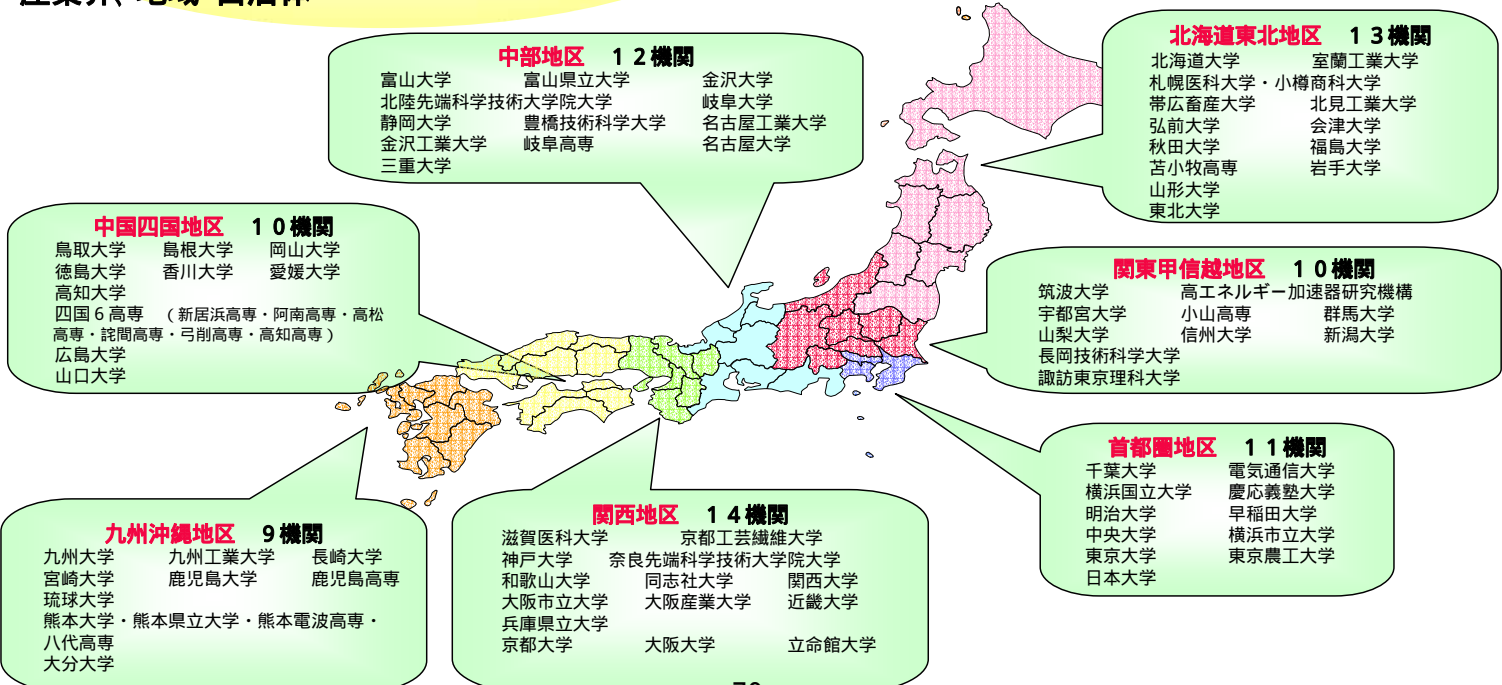 中部地区　１２機関
富山大学　富山県立大学　金沢大学
北陸先端科学技術大学院大学　岐阜大学
静岡大学　豊橋技術科学大学　名古屋工業大学
金沢工業大学　岐阜高専　名古屋大学
三重大学
北海道東北地区　１３機関
北海道大学　室蘭工業大学
札幌医科大学・小樽商科大学
帯広畜産大学　北見工業大学
弘前大学　会津大学
秋田大学　福島大学
苫小牧高専　岩手大学
山形大学
東北大学
中国四国地区　１０機関
鳥取大学　島根大学　岡山大学
徳島大学　香川大学　愛媛大学
高知大学
四国６高専　（新居浜高専・阿南高専・高松
高専・詫間高専・弓削高専・高知高専）
広島大学
山口大学
関東甲信越地区　１０機関
筑波大学　高エネルギー加速器研究機構
宇都宮大学　小山高専　群馬大学
山梨大学　信州大学　新潟大学
長岡技術科学大学
諏訪東京理科大学
首都圏地区　１１機関
千葉大学　電気通信大学
横浜国立大学　慶応義塾大学
明治大学　早稲田大学
中央大学　横浜市立大学
東京大学　東京農工大学
日本大学
九州沖縄地区　９機関
九州大学　九州工業大学　長崎大学
宮崎大学　鹿児島大学　鹿児島高専
琉球大学
熊本大学・熊本県立大学・熊本電波高専・
八代高専
大分大学
関西地区　１４機関
滋賀医科大学　京都工芸繊維大学
神戸大学　奈良先端科学技術大学院大学
和歌山大学　同志社大学　関西大学
大阪市立大学　大阪産業大学　近畿大学
兵庫県立大学
京都大学　大阪大学　立命館大学